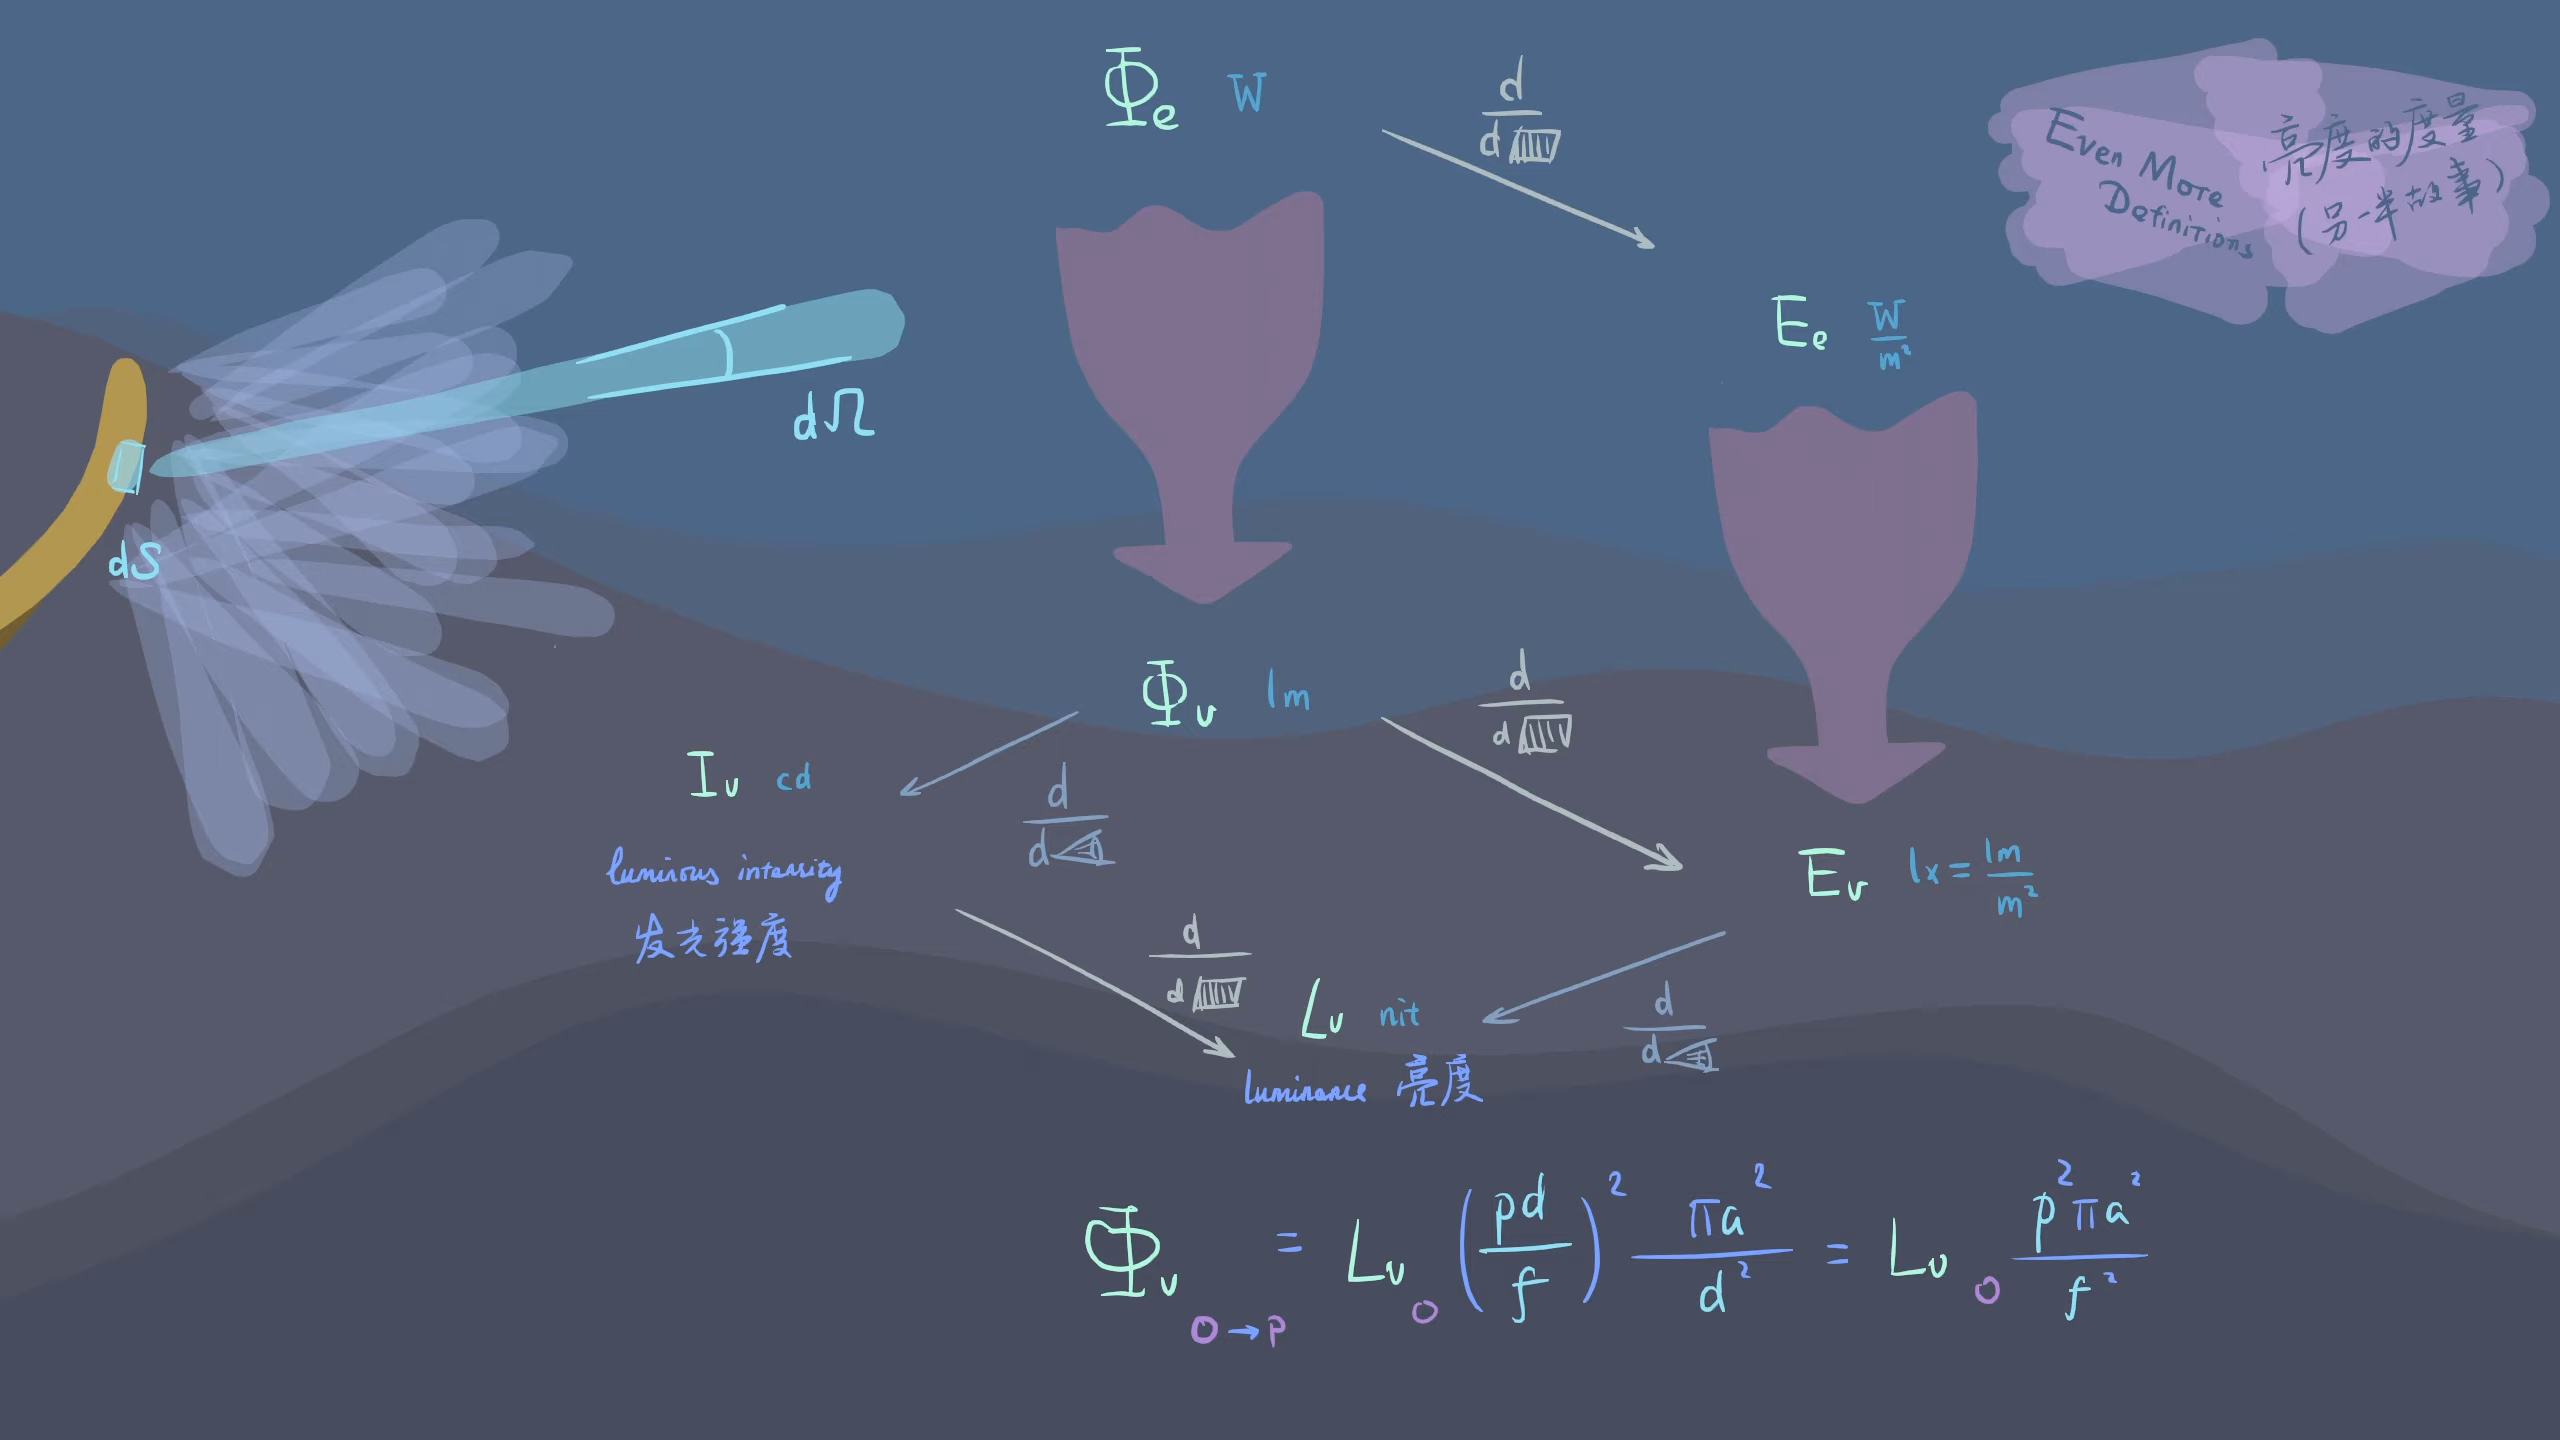 Φe W
d
d
Even More
Definitions
亮度的度量
(另一半故事)
Ee W/m²
dΩ
dS
Φv lm
d
d
Iv cd
d
d
luminous intensity
发光强度
Ev lx = lm/m²
d
d
Lv nit
d
d
luminance 亮度
Φv O→P = Lv O (pd/f)² πa²/d² = Lv O p²πa²/f²